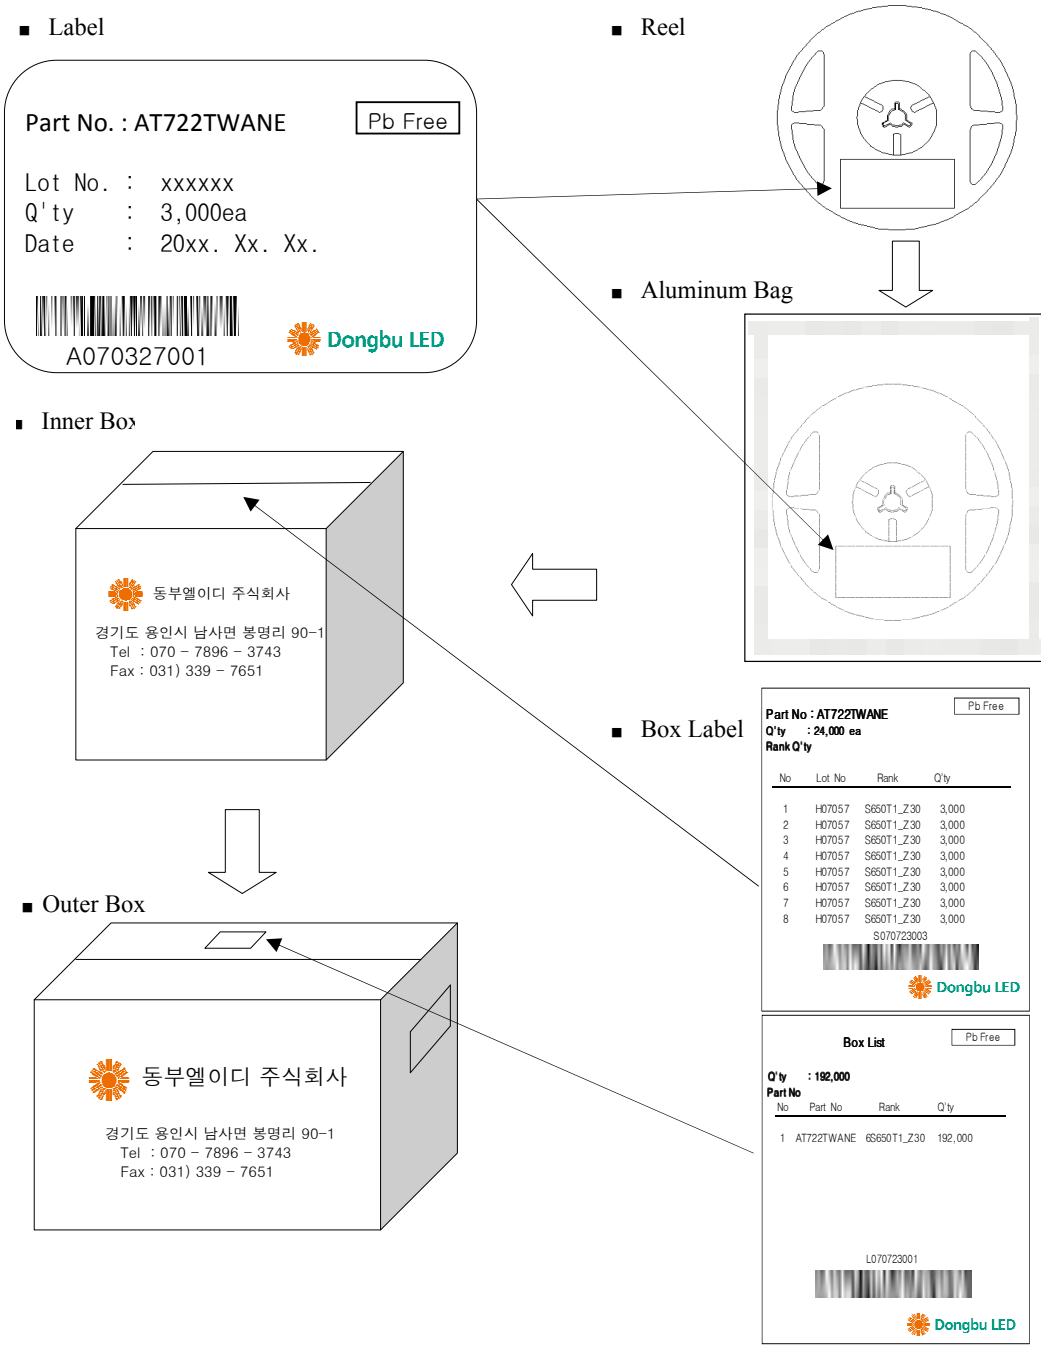 ▪ Label
Part No. : AT722TWANE
Pb Free
Lot No. : xxxxxx
Q'ty : 3,000ea
Date : 20xx. Xx. Xx.
A070327001
Dongbu LED
▪ Reel
▪ Aluminum Bag
▪ Inner Box
동부엘이디 주식회사
경기도 용인시 남사면 봉명리 90-1
Tel : 070 - 7896 - 3743
Fax : 031) 339 - 7651
▪ Box Label
Part No : AT722TWANE
Pb Free
Q'ty : 24,000 ea
Rank Q'ty
No Lot No Rank Q'ty
1 H07057 S650T1_Z30 3,000
2 H07057 S650T1_Z30 3,000
3 H07057 S650T1_Z30 3,000
4 H07057 S650T1_Z30 3,000
5 H07057 S650T1_Z30 3,000
6 H07057 S650T1_Z30 3,000
7 H07057 S650T1_Z30 3,000
8 H07057 S650T1_Z30 3,000
S070723003
Dongbu LED
▪ Outer Box
동부엘이디 주식회사
경기도 용인시 남사면 봉명리 90-1
Tel : 070 - 7896 - 3743
Fax : 031) 339 - 7651
Box List
Pb Free
Q'ty : 192,000
Part No
No Part No Rank Q'ty
1 AT722TWANE 6S650T1_Z30 192,000
L070723001
Dongbu LED